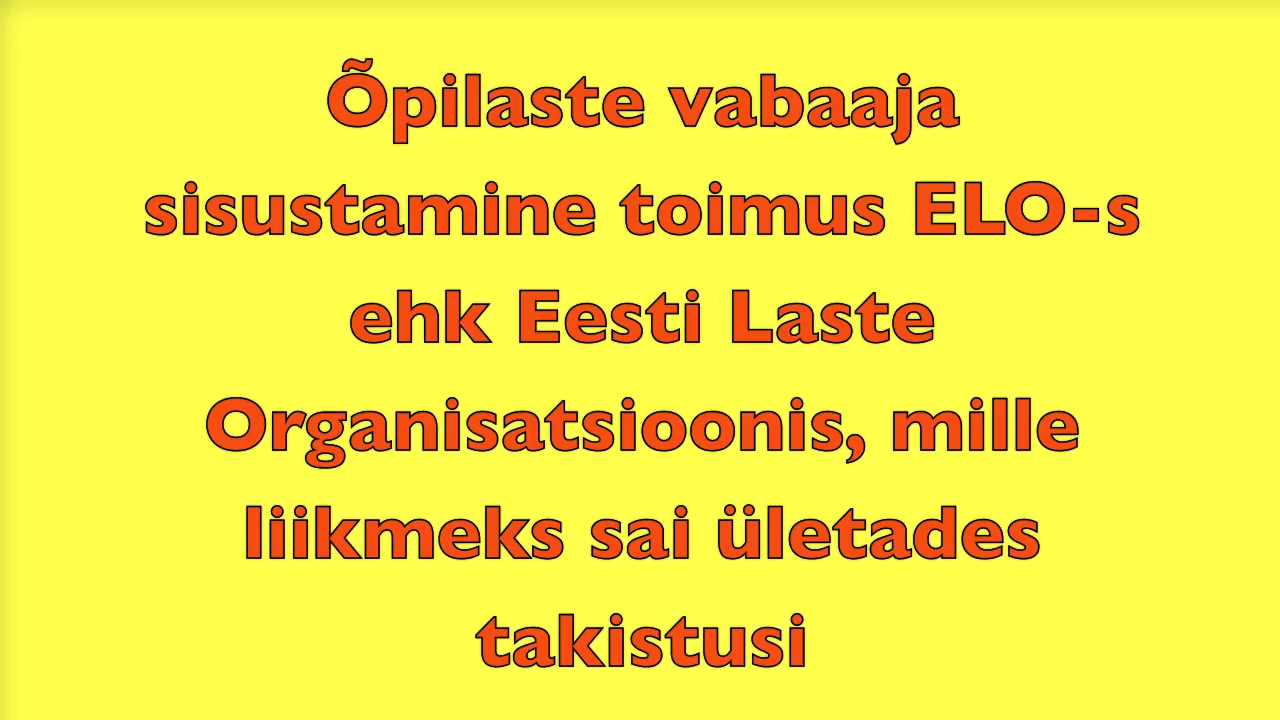 Õpilaste vabaaja
sisustamine toimus ELO-s
ehk Eesti Laste
Organisatsioonis, mille
liikmeks sai ületades
takistusi